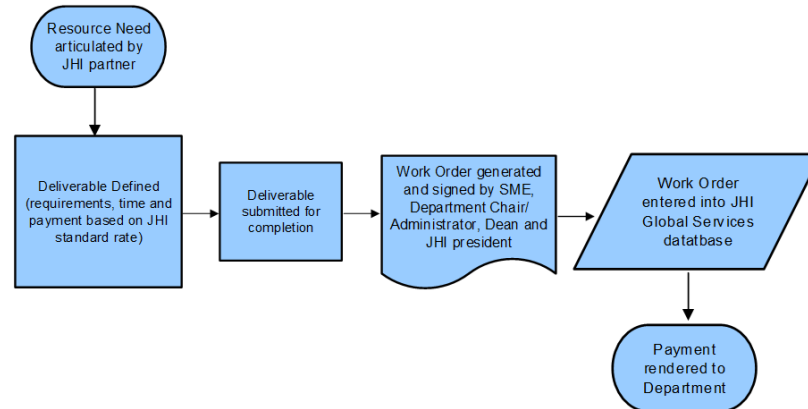 Resource Need
articulated by
JHI partner
Deliverable Defined
(requirements, time and
payment based on JHI
standard rate)
Deliverable
submitted for
completion
Work Order generated
and signed by SME,
Department Chair/
Administrator, Dean and
JHI president
Work Order
entered into JHI
Global Services
datatbase
Payment
rendered to
Department